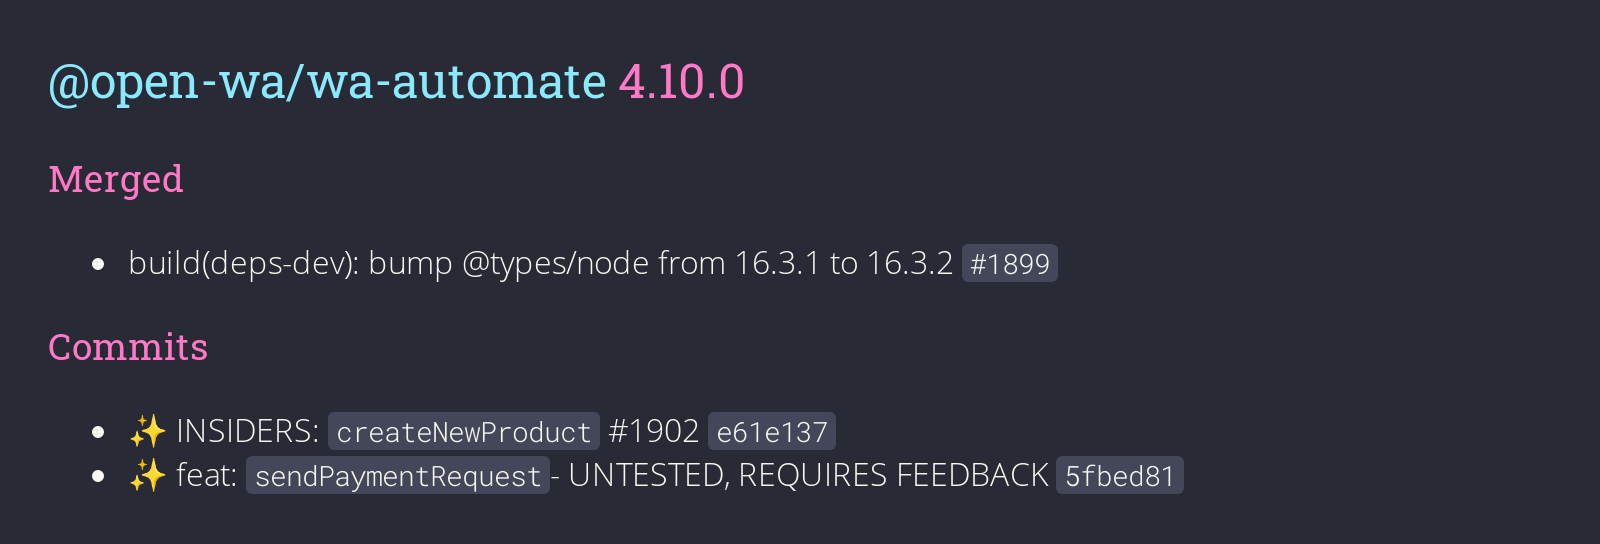 @open-wa/wa-automate 4.10.0
Merged
build(deps-dev): bump @types/node from 16.3.1 to 16.3.2 #1899
Commits
✨ INSIDERS: createNewProduct #1902 e61e137
✨ feat: sendPaymentRequest - UNTESTED, REQUIRES FEEDBACK 5fbed81